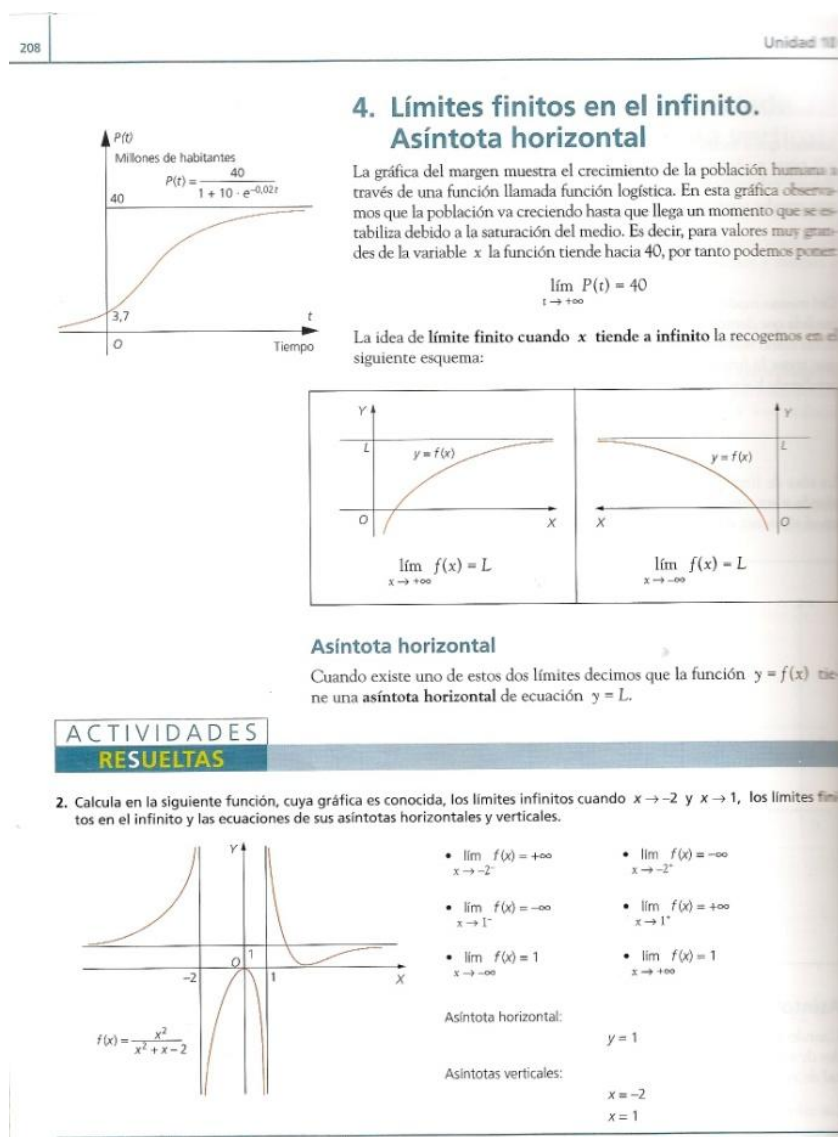 208
Unidad
4. Límites finitos en el infinito.
Asíntota horizontal
P(t)
Millones de habitantes
P(t) = 40 / (1 + 10 · e^-0,02t)
40
3,7
t
O
Tiempo
La gráfica del margen muestra el crecimiento de la población humana a
través de una función llamada función logística. En esta gráfica observa-
mos que la población va creciendo hasta que llega un momento que se es-
tabiliza debido a la saturación del medio. Es decir, para valores muy gran-
des de la variable x la función tiende hacia 40, por tanto podemos poner:
lím P(t) = 40
t → +∞
La idea de límite finito cuando x tiende a infinito la recogemos en el
siguiente esquema:
Y
L
y = f(x)
O
X
lím f(x) = L
x → +∞
Y
L
y = f(x)
X
O
lím f(x) = L
x → -∞
Asíntota horizontal
Cuando existe uno de estos dos límites decimos que la función y = f(x) tie-
ne una asíntota horizontal de ecuación y = L.
ACTIVIDADES
RESUELTAS
2. Calcula en la siguiente función, cuya gráfica es conocida, los límites infinitos cuando x → -2 y x → 1, los límites fini
tos en el infinito y las ecuaciones de sus asíntotas horizontales y verticales.
Y
1
O
-2
1
X
f(x) = x² / (x² + x - 2)
• lím f(x) = +∞
x → -2⁻
• lím f(x) = -∞
x → -2⁺
• lím f(x) = -∞
x → 1⁻
• lím f(x) = +∞
x → 1⁺
• lím f(x) = 1
x → -∞
• lím f(x) = 1
x → +∞
Asíntota horizontal:
y = 1
Asíntotas verticales:
x = -2
x = 1